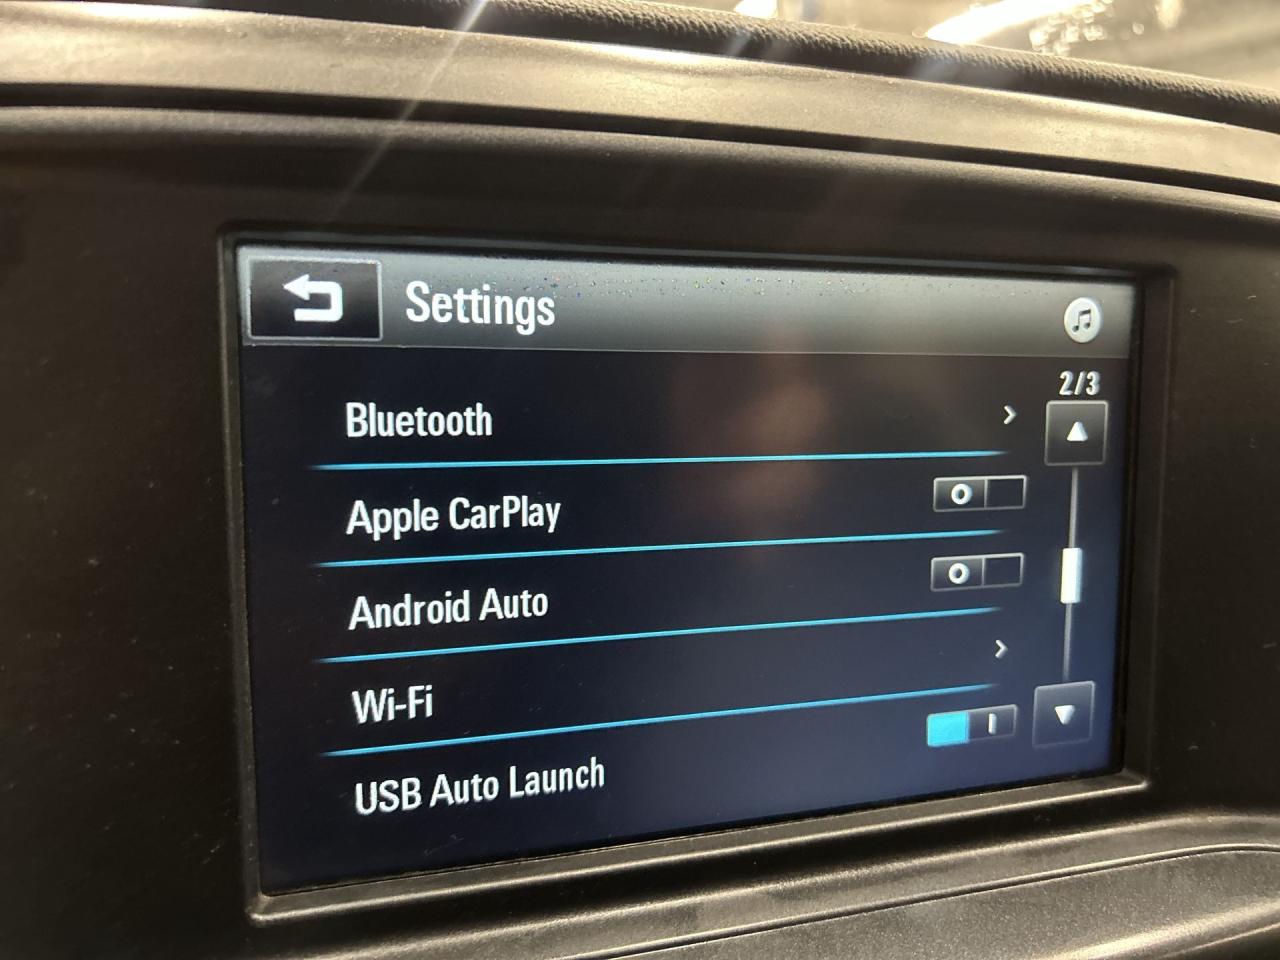 Settings
2/3
Bluetooth
Apple CarPlay
Android Auto
Wi-Fi
USB Auto Launch